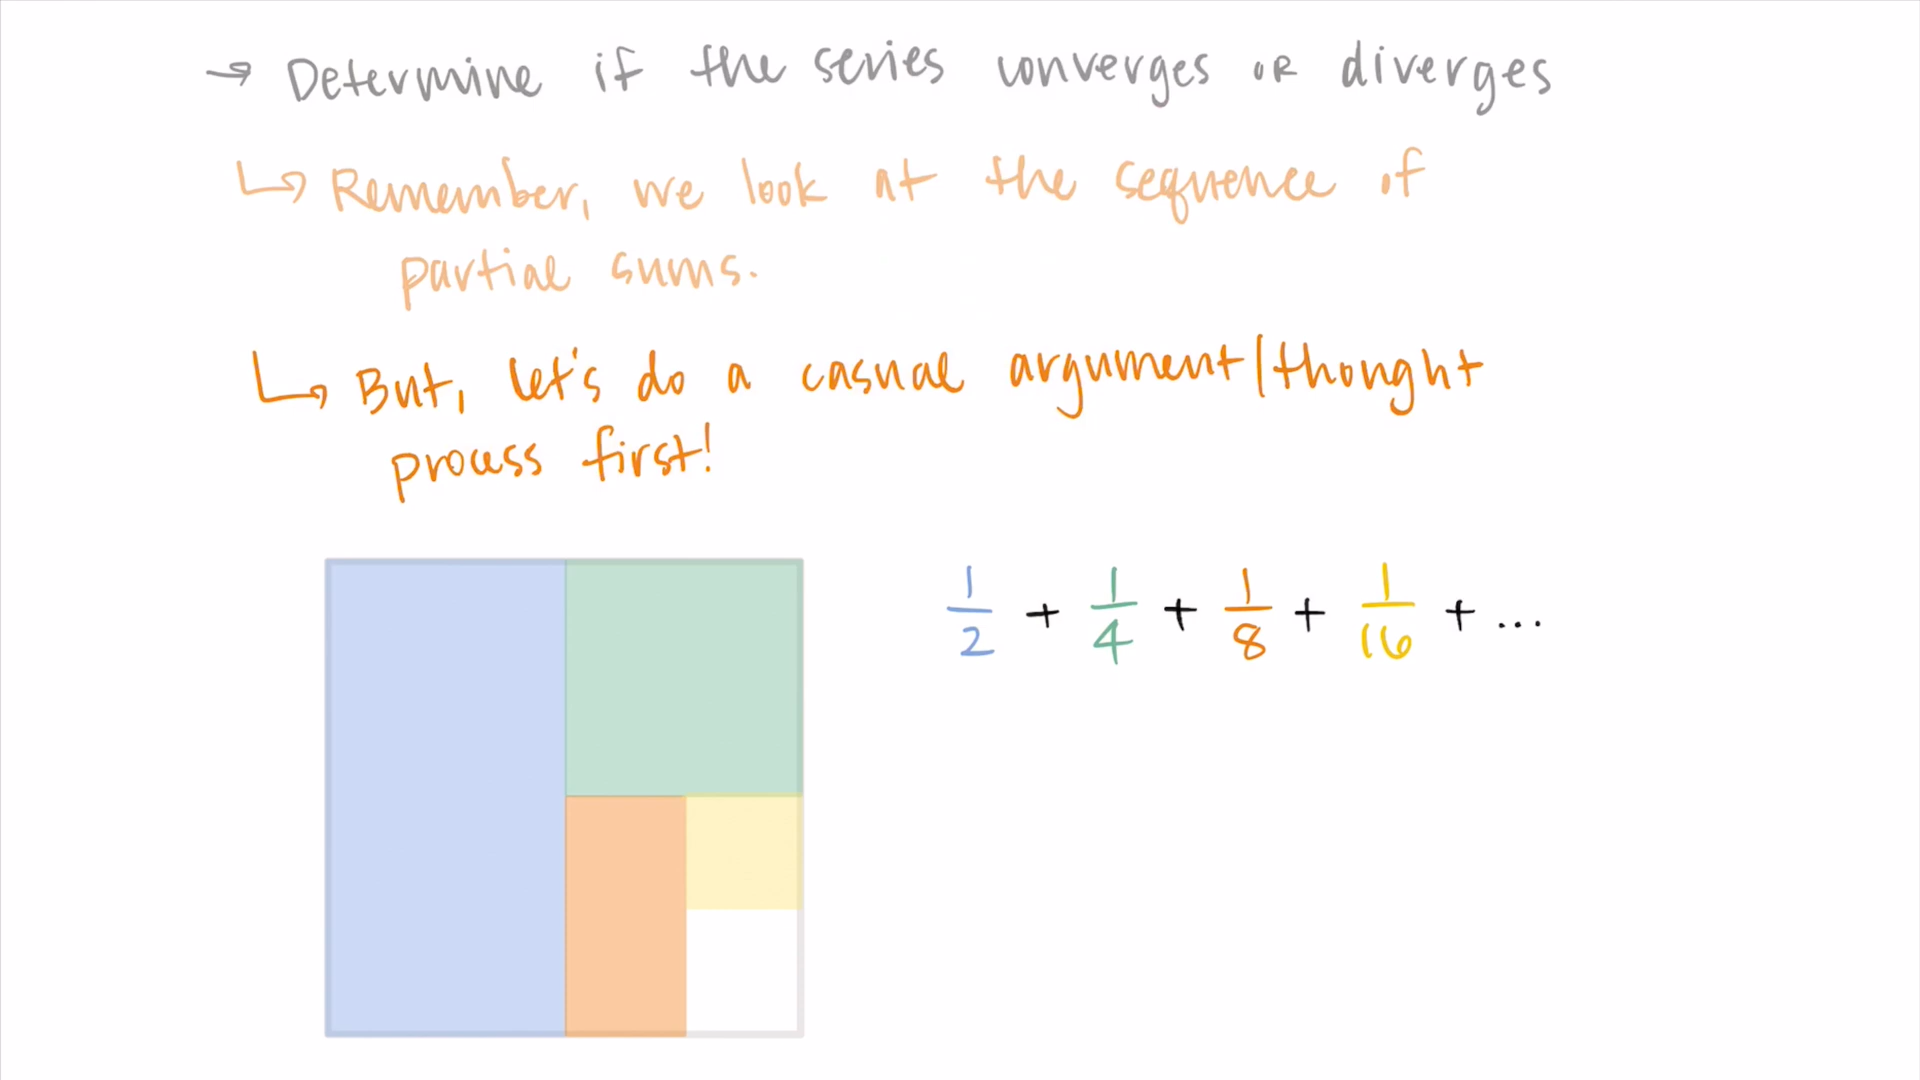 → Determine if the series converges OR diverges
↳ Remember, we look at the sequence of
partial sums.
↳ But, let's do a casual argument/thought
process first!
1/2 + 1/4 + 1/8 + 1/16 + ...